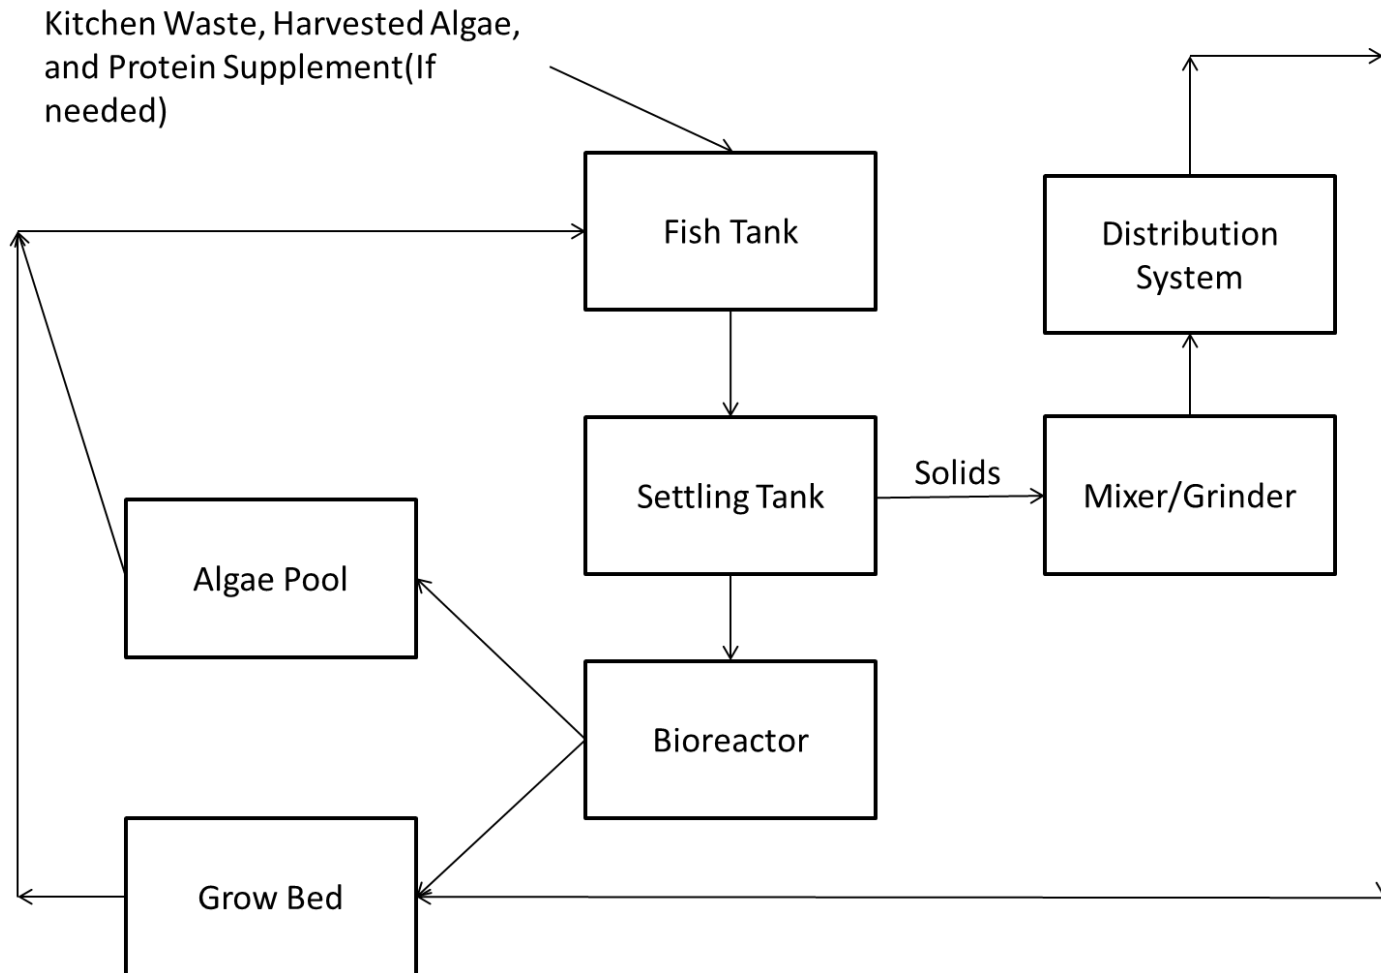 Kitchen Waste, Harvested Algae,
and Protein Supplement(If
needed)
Fish Tank
Distribution
System
Solids
Settling Tank
Mixer/Grinder
Algae Pool
Bioreactor
Grow Bed